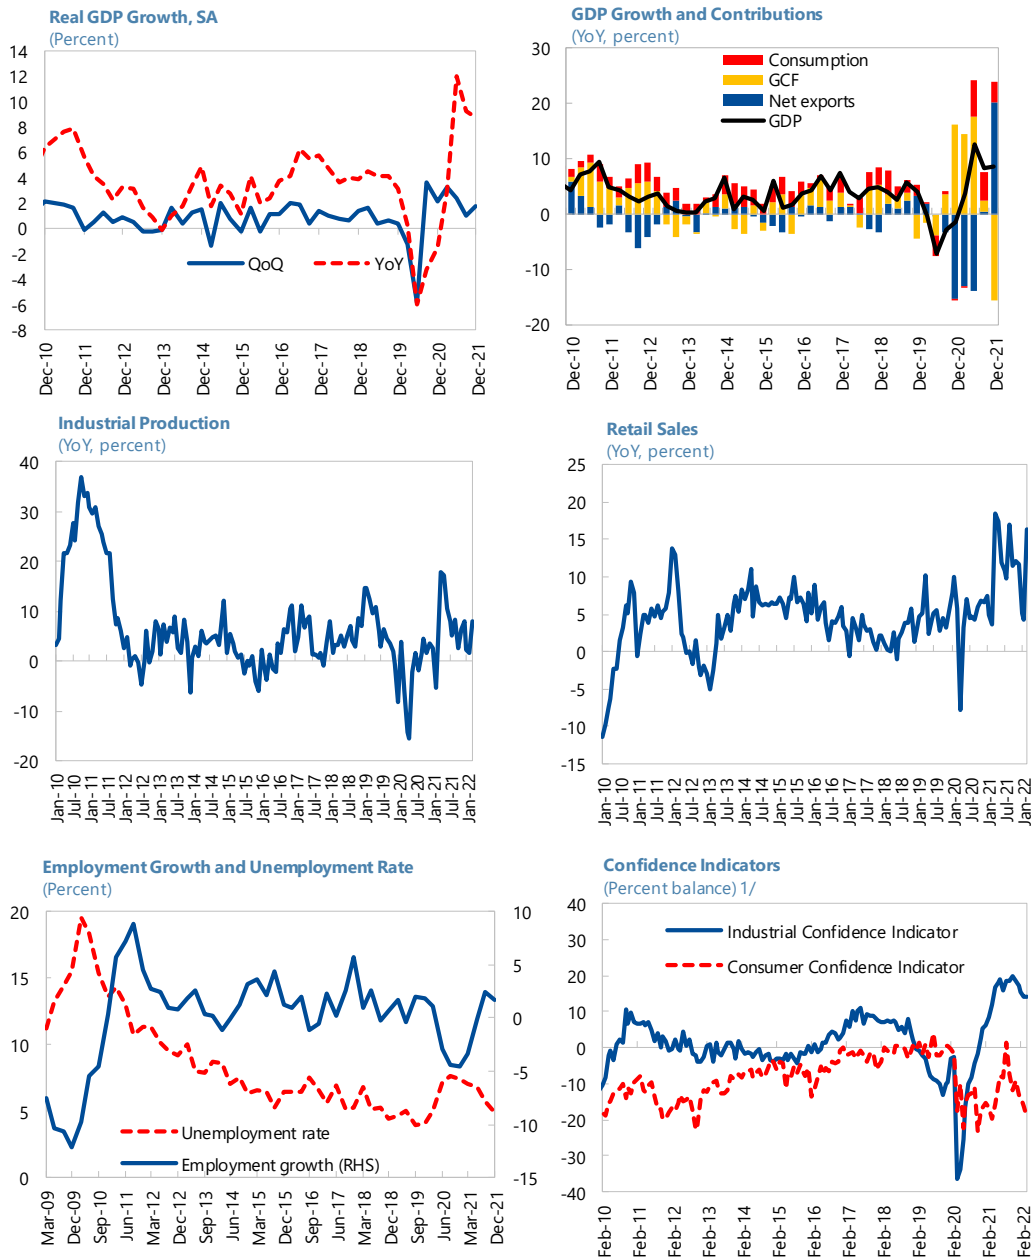 Real GDP Growth, SA
(Percent)
14
12
10
8
6
4
2
0
-2
-4
-6
-8
QoQ
YoY
Dec-10
Dec-11
Dec-12
Dec-13
Dec-14
Dec-15
Dec-16
Dec-17
Dec-18
Dec-19
Dec-20
Dec-21
GDP Growth and Contributions
(YoY, percent)
30
20
10
0
-10
-20
Consumption
GCF
Net exports
GDP
Dec-10
Dec-11
Dec-12
Dec-13
Dec-14
Dec-15
Dec-16
Dec-17
Dec-18
Dec-19
Dec-20
Dec-21
Industrial Production
(YoY, percent)
40
30
20
10
0
-10
-20
Jan-10
Jul-10
Jan-11
Jul-11
Jan-12
Jul-12
Jan-13
Jul-13
Jan-14
Jul-14
Jan-15
Jul-15
Jan-16
Jul-16
Jan-17
Jul-17
Jan-18
Jul-18
Jan-19
Jul-19
Jan-20
Jul-20
Jan-21
Jul-21
Jan-22
Retail Sales
(YoY, percent)
25
20
15
10
5
0
-5
-10
-15
Jan-10
Jul-10
Jan-11
Jul-11
Jan-12
Jul-12
Jan-13
Jul-13
Jan-14
Jul-14
Jan-15
Jul-15
Jan-16
Jul-16
Jan-17
Jul-17
Jan-18
Jul-18
Jan-19
Jul-19
Jan-20
Jul-20
Jan-21
Jul-21
Jan-22
Employment Growth and Unemployment Rate
(Percent)
20
15
10
5
0
10
5
0
-5
-10
-15
Unemployment rate
Employment growth (RHS)
Mar-09
Dec-09
Sep-10
Jun-11
Mar-12
Dec-12
Sep-13
Jun-14
Mar-15
Dec-15
Sep-16
Jun-17
Mar-18
Dec-18
Sep-19
Jun-20
Mar-21
Dec-21
Confidence Indicators
(Percent balance) 1/
40
30
20
10
0
-10
-20
-30
-40
Industrial Confidence Indicator
Consumer Confidence Indicator
Feb-10
Feb-11
Feb-12
Feb-13
Feb-14
Feb-15
Feb-16
Feb-17
Feb-18
Feb-19
Feb-20
Feb-21
Feb-22